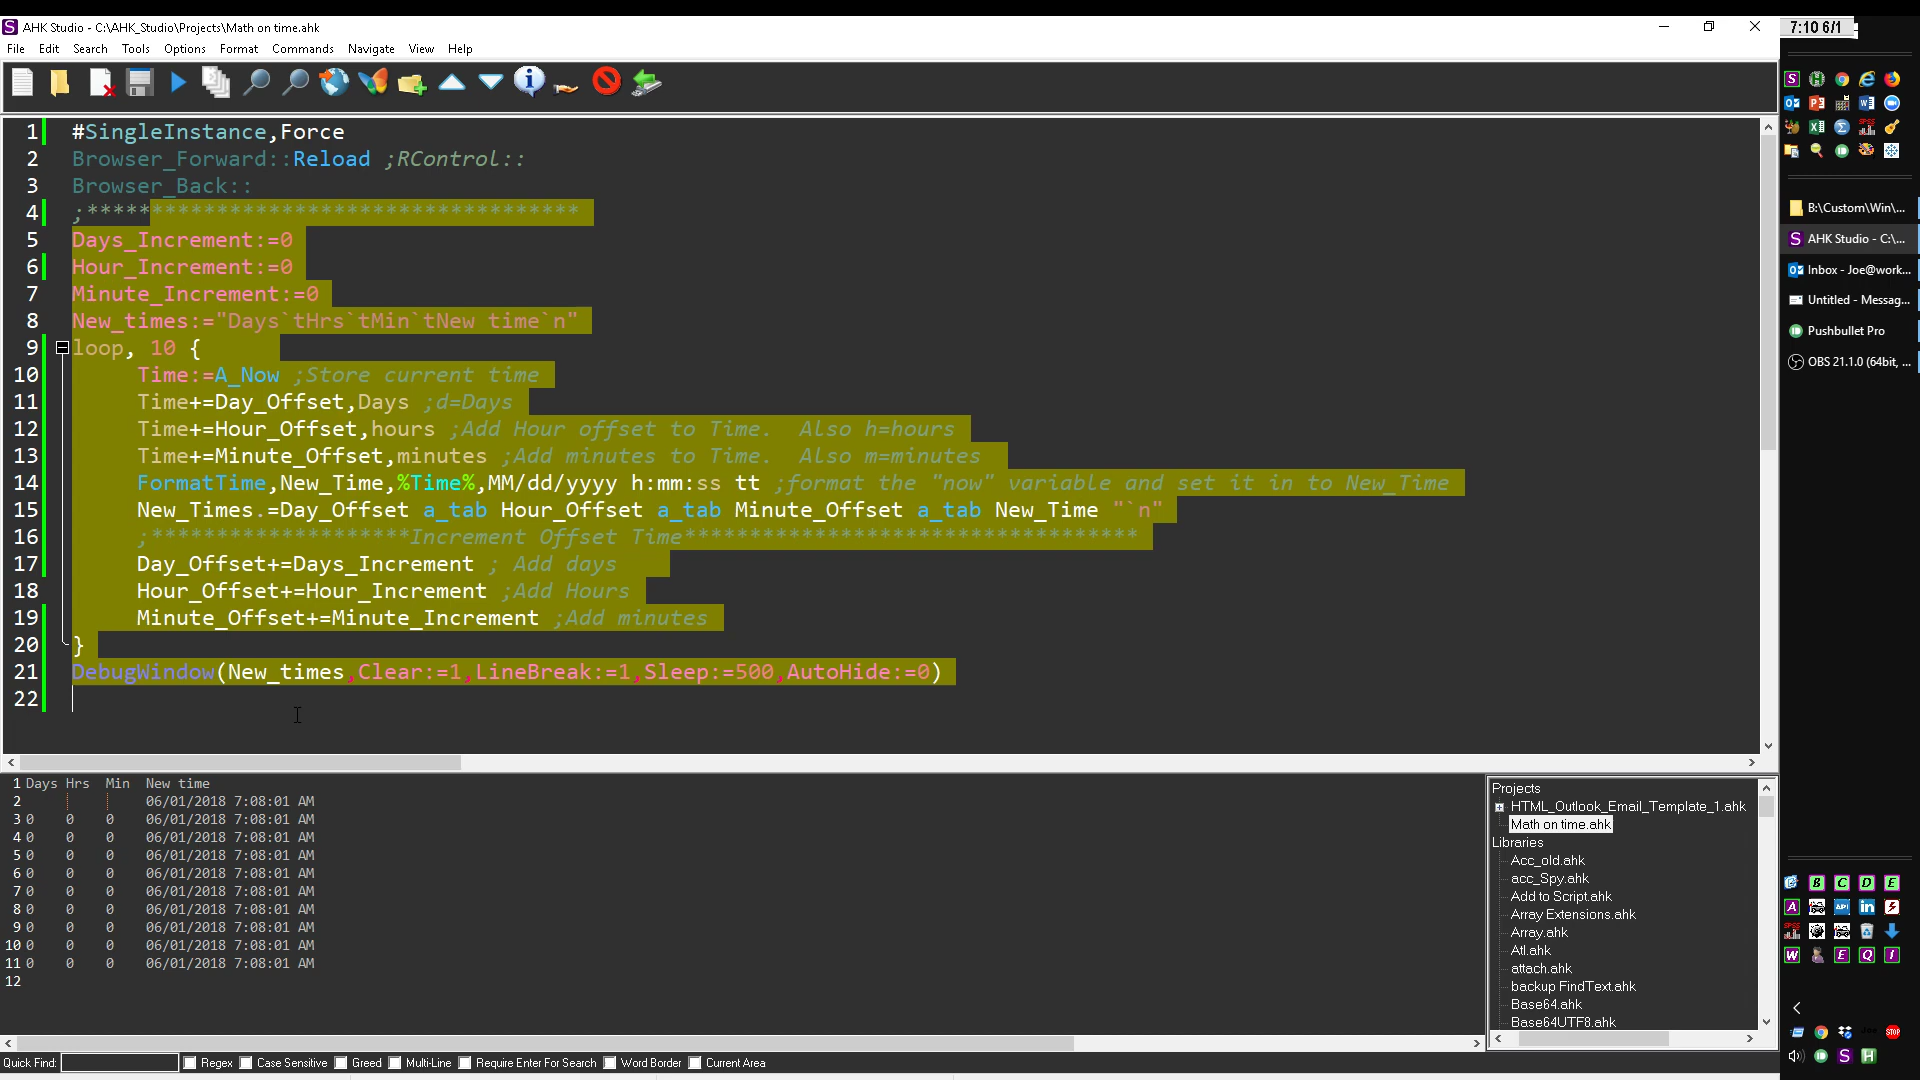 AHK Studio - C:\AHK_Studio\Projects\Math on time.ahk
7:10 6/1
File Edit Search Tools Options Format Commands Navigate View Help
1 #SingleInstance,Force
2 Browser_Forward::Reload ;RControl::
3 Browser_Back::
4 ;**************************************
5 Days_Increment:=0
6 Hour_Increment:=0
7 Minute_Increment:=0
8 New_times:="Days`tHrs`tMin`tNew time`n"
9 loop, 10 {
10 Time:=A_Now ;Store current time
11 Time+=Day_Offset,Days ;d=Days
12 Time+=Hour_Offset,hours ;Add Hour offset to Time.  Also h=hours
13 Time+=Minute_Offset,minutes ;Add minutes to Time.  Also m=minutes
14 FormatTime,New_Time,%Time%,MM/dd/yyyy h:mm:ss tt ;format the "now" variable and set it in to New_Time
15 New_Times.=Day_Offset a_tab Hour_Offset a_tab Minute_Offset a_tab New_Time "`n"
16 ;********************Increment Offset Time***********************************
17 Day_Offset+=Days_Increment ; Add days
18 Hour_Offset+=Hour_Increment ;Add Hours
19 Minute_Offset+=Minute_Increment ;Add minutes
20 }
21 DebugWindow(New_times,Clear:=1,LineBreak:=1,Sleep:=500,AutoHide:=0)
22
1 Days Hrs Min New time
2 06/01/2018 7:08:01 AM
3 0 0 0 06/01/2018 7:08:01 AM
4 0 0 0 06/01/2018 7:08:01 AM
5 0 0 0 06/01/2018 7:08:01 AM
6 0 0 0 06/01/2018 7:08:01 AM
7 0 0 0 06/01/2018 7:08:01 AM
8 0 0 0 06/01/2018 7:08:01 AM
9 0 0 0 06/01/2018 7:08:01 AM
10 0 0 0 06/01/2018 7:08:01 AM
11 0 0 0 06/01/2018 7:08:01 AM
12
Projects
HTML_Outlook_Email_Template_1.ahk
Math on time.ahk
Libraries
Acc_old.ahk
acc_Spy.ahk
Add to Script.ahk
Array Extensions.ahk
Array.ahk
Atl.ahk
attach.ahk
backup FindText.ahk
Base64.ahk
Base64UTF8.ahk
Quick Find: Regex Case Sensitive Greed Multi-Line Require Enter For Search Word Border Current Area
B:\Custom\Win\...
AHK Studio - C:\...
Inbox - Joe@work...
Untitled - Messag...
Pushbullet Pro
OBS 21.1.0 (64bit, ...
B C D E
A API in
W E Q I
STOP
S H